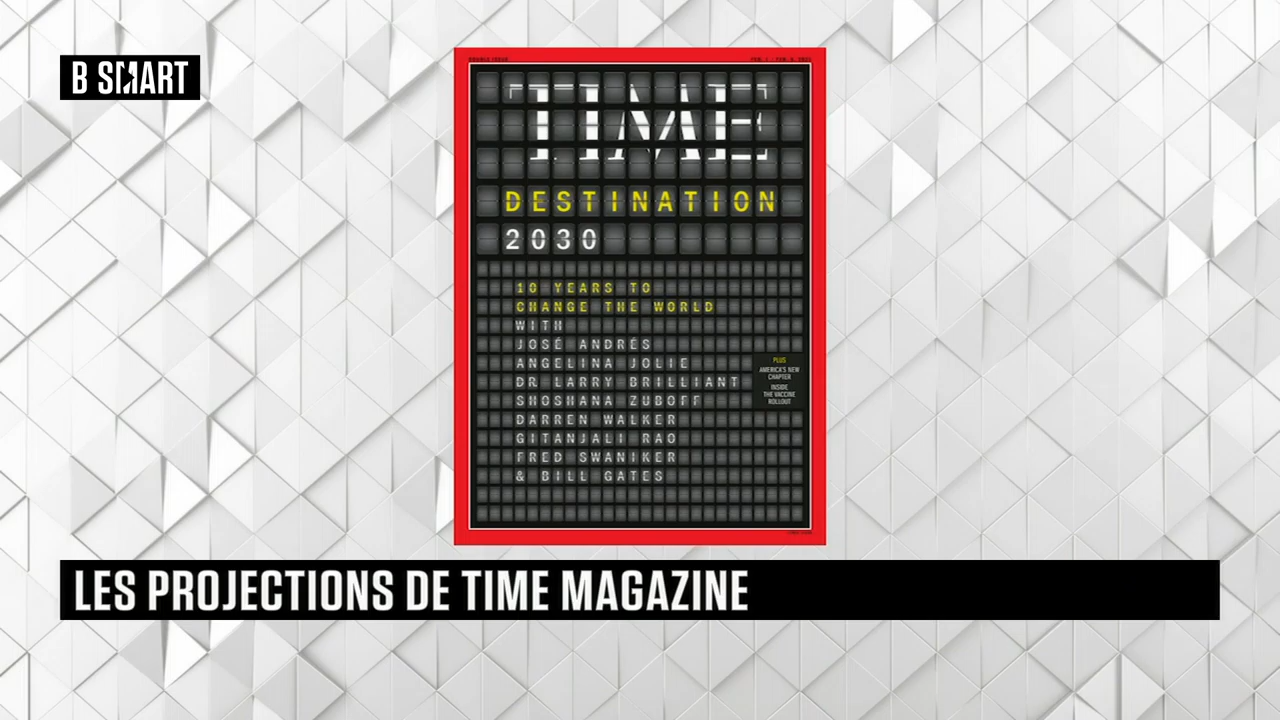 B SMART
TIME
DESTINATION
2030
10 YEARS TO
CHANGE THE WORLD
WITH
JOSÉ ANDRÉS
ANGELINA JOLIE
DR. LARRY BRILLIANT
SHOSHANA ZUBOFF
DARREN WALKER
GITANJALI RAO
FRED SWANIKER
& BILL GATES
PLUS
AMERICA'S NEW
CHAPTER
INSIDE
THE VACCINE
ROLLOUT
LES PROJECTIONS DE TIME MAGAZINE